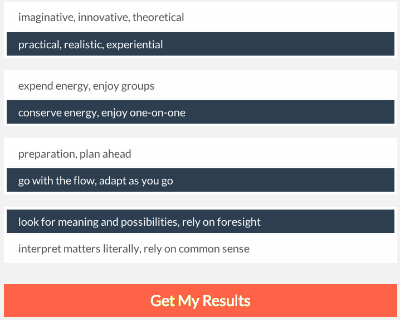 imaginative, innovative, theoretical
practical, realistic, experiential
expend energy, enjoy groups
conserve energy, enjoy one-on-one
preparation, plan ahead
go with the flow, adapt as you go
look for meaning and possibilities, rely on foresight
interpret matters literally, rely on common sense
Get My Results